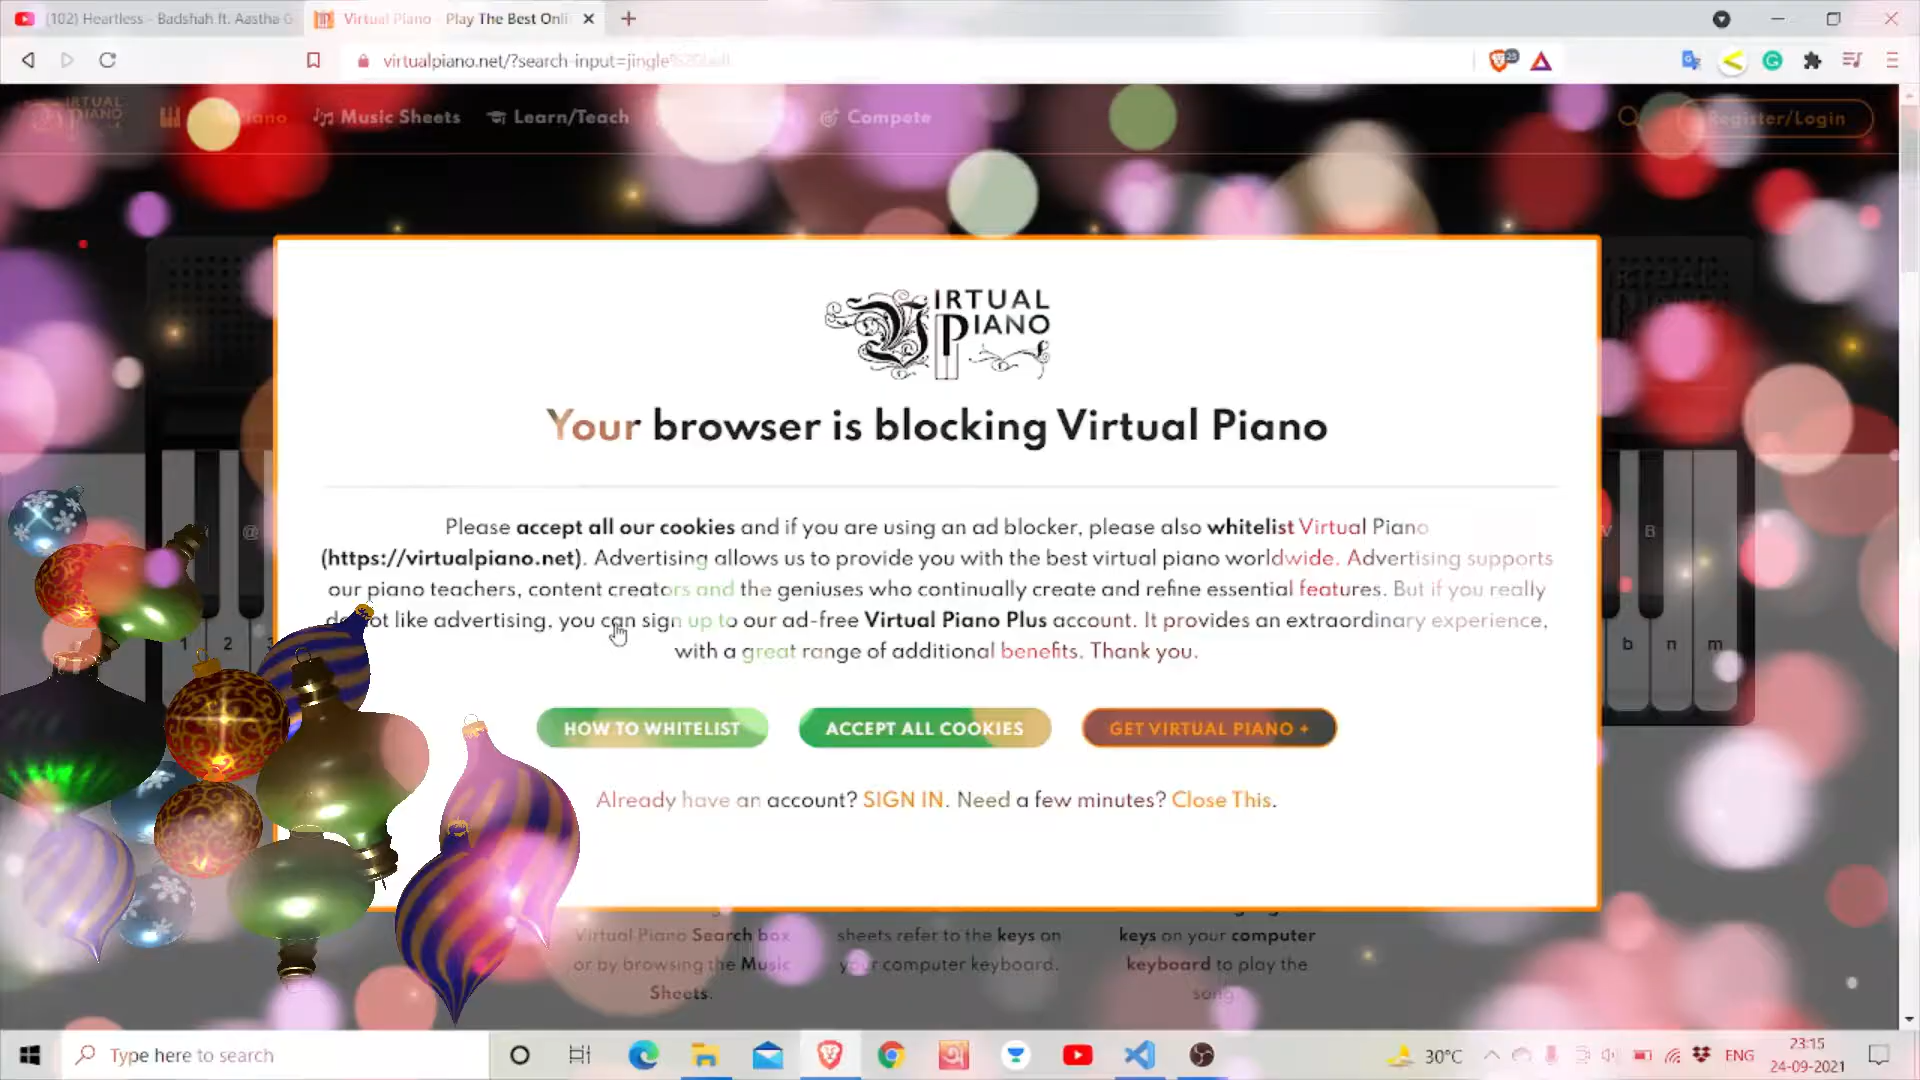 (102) Heartless - Badshah ft. Aastha G
Virtual Piano - Play The Best Onli
virtualpiano.net/?search-input=jingle
Music Sheets
Learn/Teach
Compete
Register/Login
VIRTUAL
PIANO
Your browser is blocking Virtual Piano
Please accept all our cookies and if you are using an ad blocker, please also whitelist Virtual Piano
(https://virtualpiano.net). Advertising allows us to provide you with the best virtual piano worldwide. Advertising supports
our piano teachers, content creators and the geniuses who continually create and refine essential features. But if you really
do not like advertising, you can sign up to our ad-free Virtual Piano Plus account. It provides an extraordinary experience,
with a great range of additional benefits. Thank you.
HOW TO WHITELIST
ACCEPT ALL COOKIES
GET VIRTUAL PIANO +
Already have an account? SIGN IN. Need a few minutes? Close This.
@
1 2
B
b n m
Virtual Piano Search box
or by browsing the Music
Sheets.
sheets refer to the keys on
your computer keyboard.
keys on your computer
keyboard to play the
song
Type here to search
30°C
ENG
23:15
24-09-2021